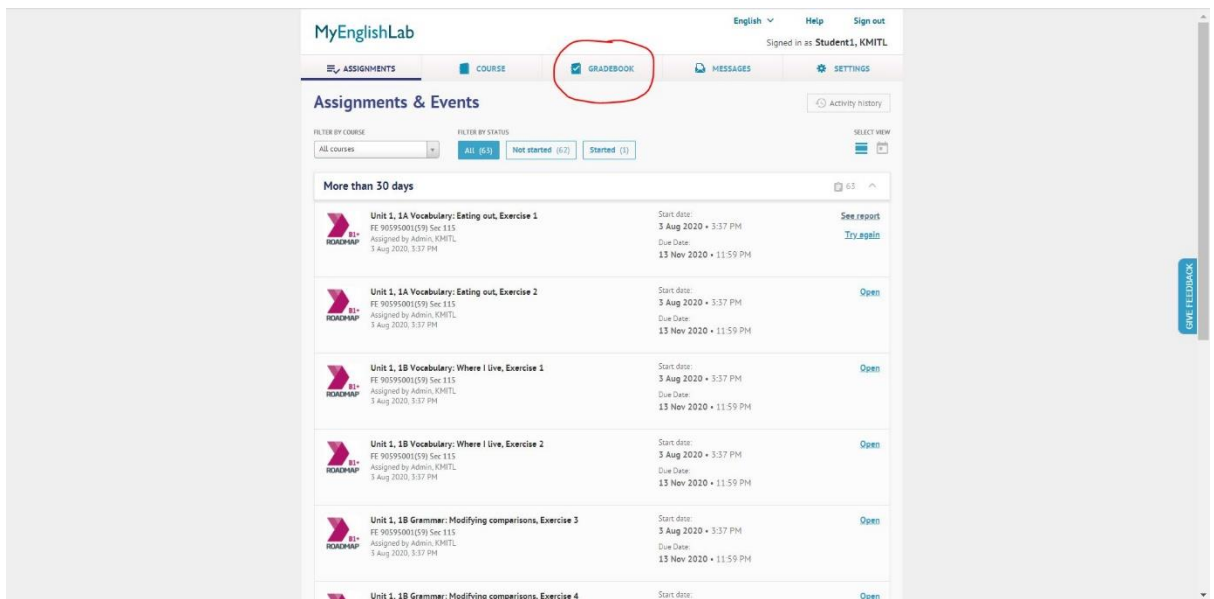 MyEnglishLab
English Help Sign out
Signed in as Student1, KMITL
ASSIGNMENTS COURSE GRADEBOOK MESSAGES SETTINGS
Assignments & Events
Activity history
FILTER BY COURSE FILTER BY STATUS SELECT VIEW
All courses All (63) Not started (62) Started (1)
More than 30 days 63
Unit 1, 1A Vocabulary: Eating out, Exercise 1
FE 90595001(59) Sec 115
Assigned by Admin, KMITL
3 Aug 2020, 3:37 PM
B1+
ROADMAP
Start date:
3 Aug 2020 • 3:37 PM
Due Date:
13 Nov 2020 • 11:59 PM
See report
Try again
Unit 1, 1A Vocabulary: Eating out, Exercise 2
FE 90595001(59) Sec 115
Assigned by Admin, KMITL
3 Aug 2020, 3:37 PM
B1+
ROADMAP
Start date:
3 Aug 2020 • 3:37 PM
Due Date:
13 Nov 2020 • 11:59 PM
Open
Unit 1, 1B Vocabulary: Where I live, Exercise 1
FE 90595001(59) Sec 115
Assigned by Admin, KMITL
3 Aug 2020, 3:37 PM
B1+
ROADMAP
Start date:
3 Aug 2020 • 3:37 PM
Due Date:
13 Nov 2020 • 11:59 PM
Open
Unit 1, 1B Vocabulary: Where I live, Exercise 2
FE 90595001(59) Sec 115
Assigned by Admin, KMITL
3 Aug 2020, 3:37 PM
B1+
ROADMAP
Start date:
3 Aug 2020 • 3:37 PM
Due Date:
13 Nov 2020 • 11:59 PM
Open
Unit 1, 1B Grammar: Modifying comparisons, Exercise 3
FE 90595001(59) Sec 115
Assigned by Admin, KMITL
3 Aug 2020, 3:37 PM
B1+
ROADMAP
Start date:
3 Aug 2020 • 3:37 PM
Due Date:
13 Nov 2020 • 11:59 PM
Open
Unit 1, 1B Grammar: Modifying comparisons, Exercise 4
Start date:
Open
GIVE FEEDBACK